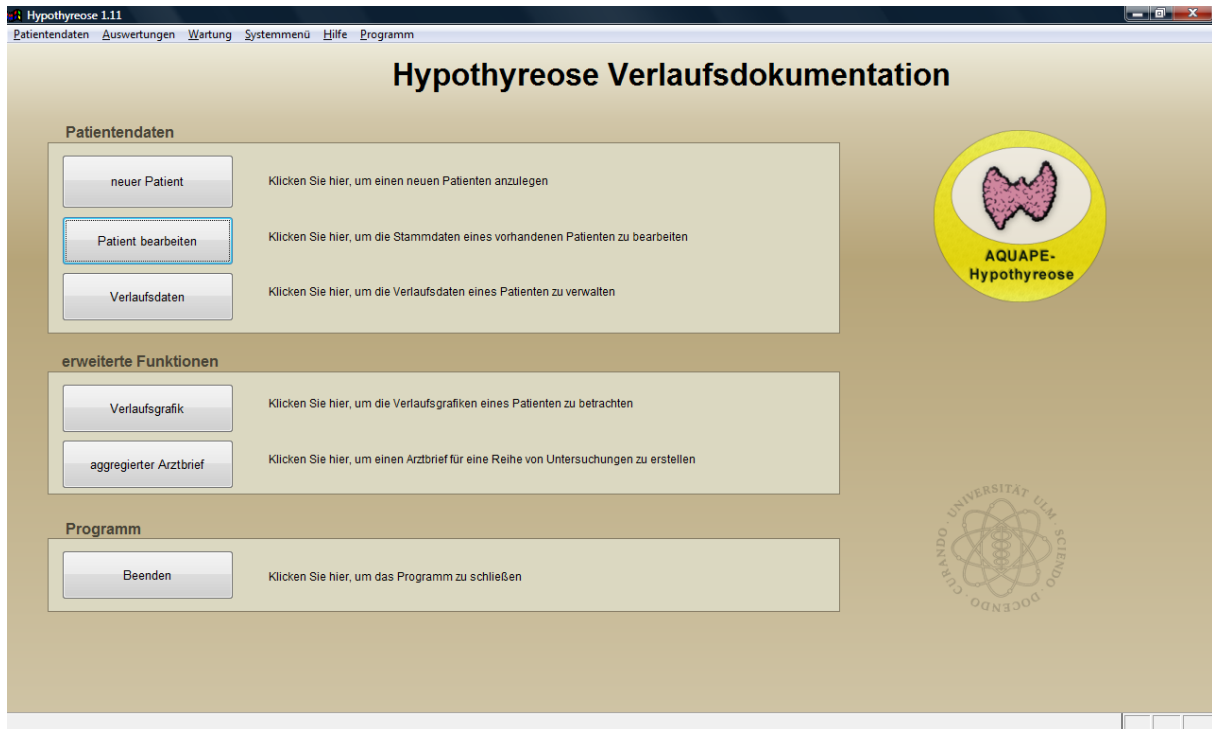 Hypothyreose 1.11
Patientendaten Auswertungen Wartung Systemmenü Hilfe Programm
Hypothyreose Verlaufsdokumentation
Patientendaten
neuer Patient Klicken Sie hier, um einen neuen Patienten anzulegen
Patient bearbeiten Klicken Sie hier, um die Stammdaten eines vorhandenen Patienten zu bearbeiten
Verlaufsdaten Klicken Sie hier, um die Verlaufsdaten eines Patienten zu verwalten
AQUAPE-
Hypothyreose
erweiterte Funktionen
Verlaufsgrafik Klicken Sie hier, um die Verlaufsgrafiken eines Patienten zu betrachten
aggregierter Arztbrief Klicken Sie hier, um einen Arztbrief für eine Reihe von Untersuchungen zu erstellen
Programm
Beenden Klicken Sie hier, um das Programm zu schließen
UNIVERSITÄT ULM · SCIENDO · DOCENDO · CURANDO ·